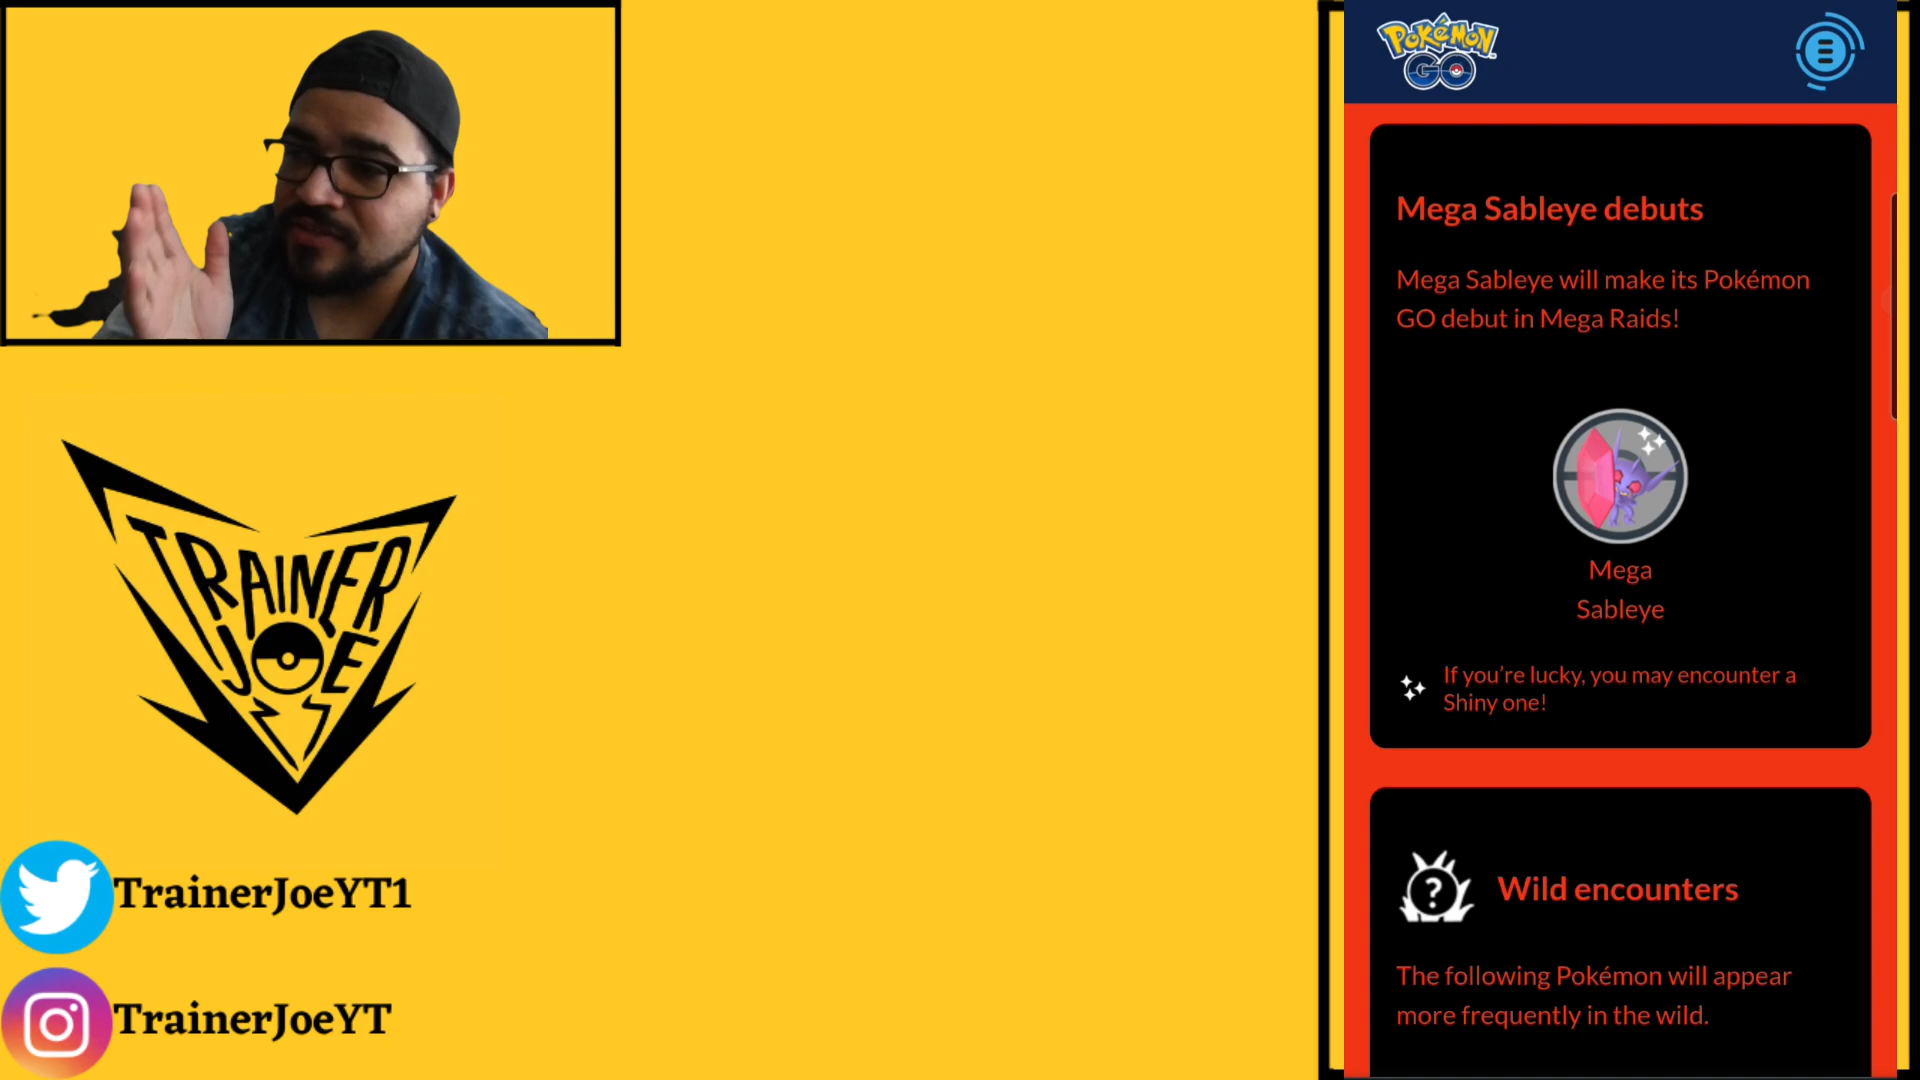 TRAINER
JOE
TrainerJoeYT1
TrainerJoeYT
POKéMON
GO
Mega Sableye debuts
Mega Sableye will make its Pokémon
GO debut in Mega Raids!
Mega
Sableye
If you're lucky, you may encounter a
Shiny one!
?
Wild encounters
The following Pokémon will appear
more frequently in the wild.